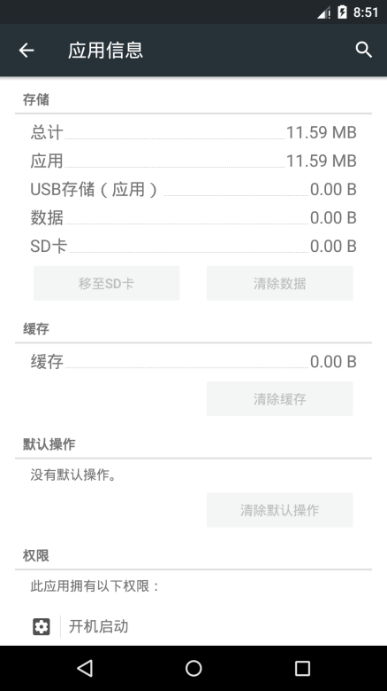 8:51
应用信息
存储
总计 11.59 MB
应用 11.59 MB
USB存储（应用） 0.00 B
数据 0.00 B
SD卡 0.00 B
移至SD卡 清除数据
缓存
缓存 0.00 B
清除缓存
默认操作
没有默认操作。
清除默认操作
权限
此应用拥有以下权限：
开机启动